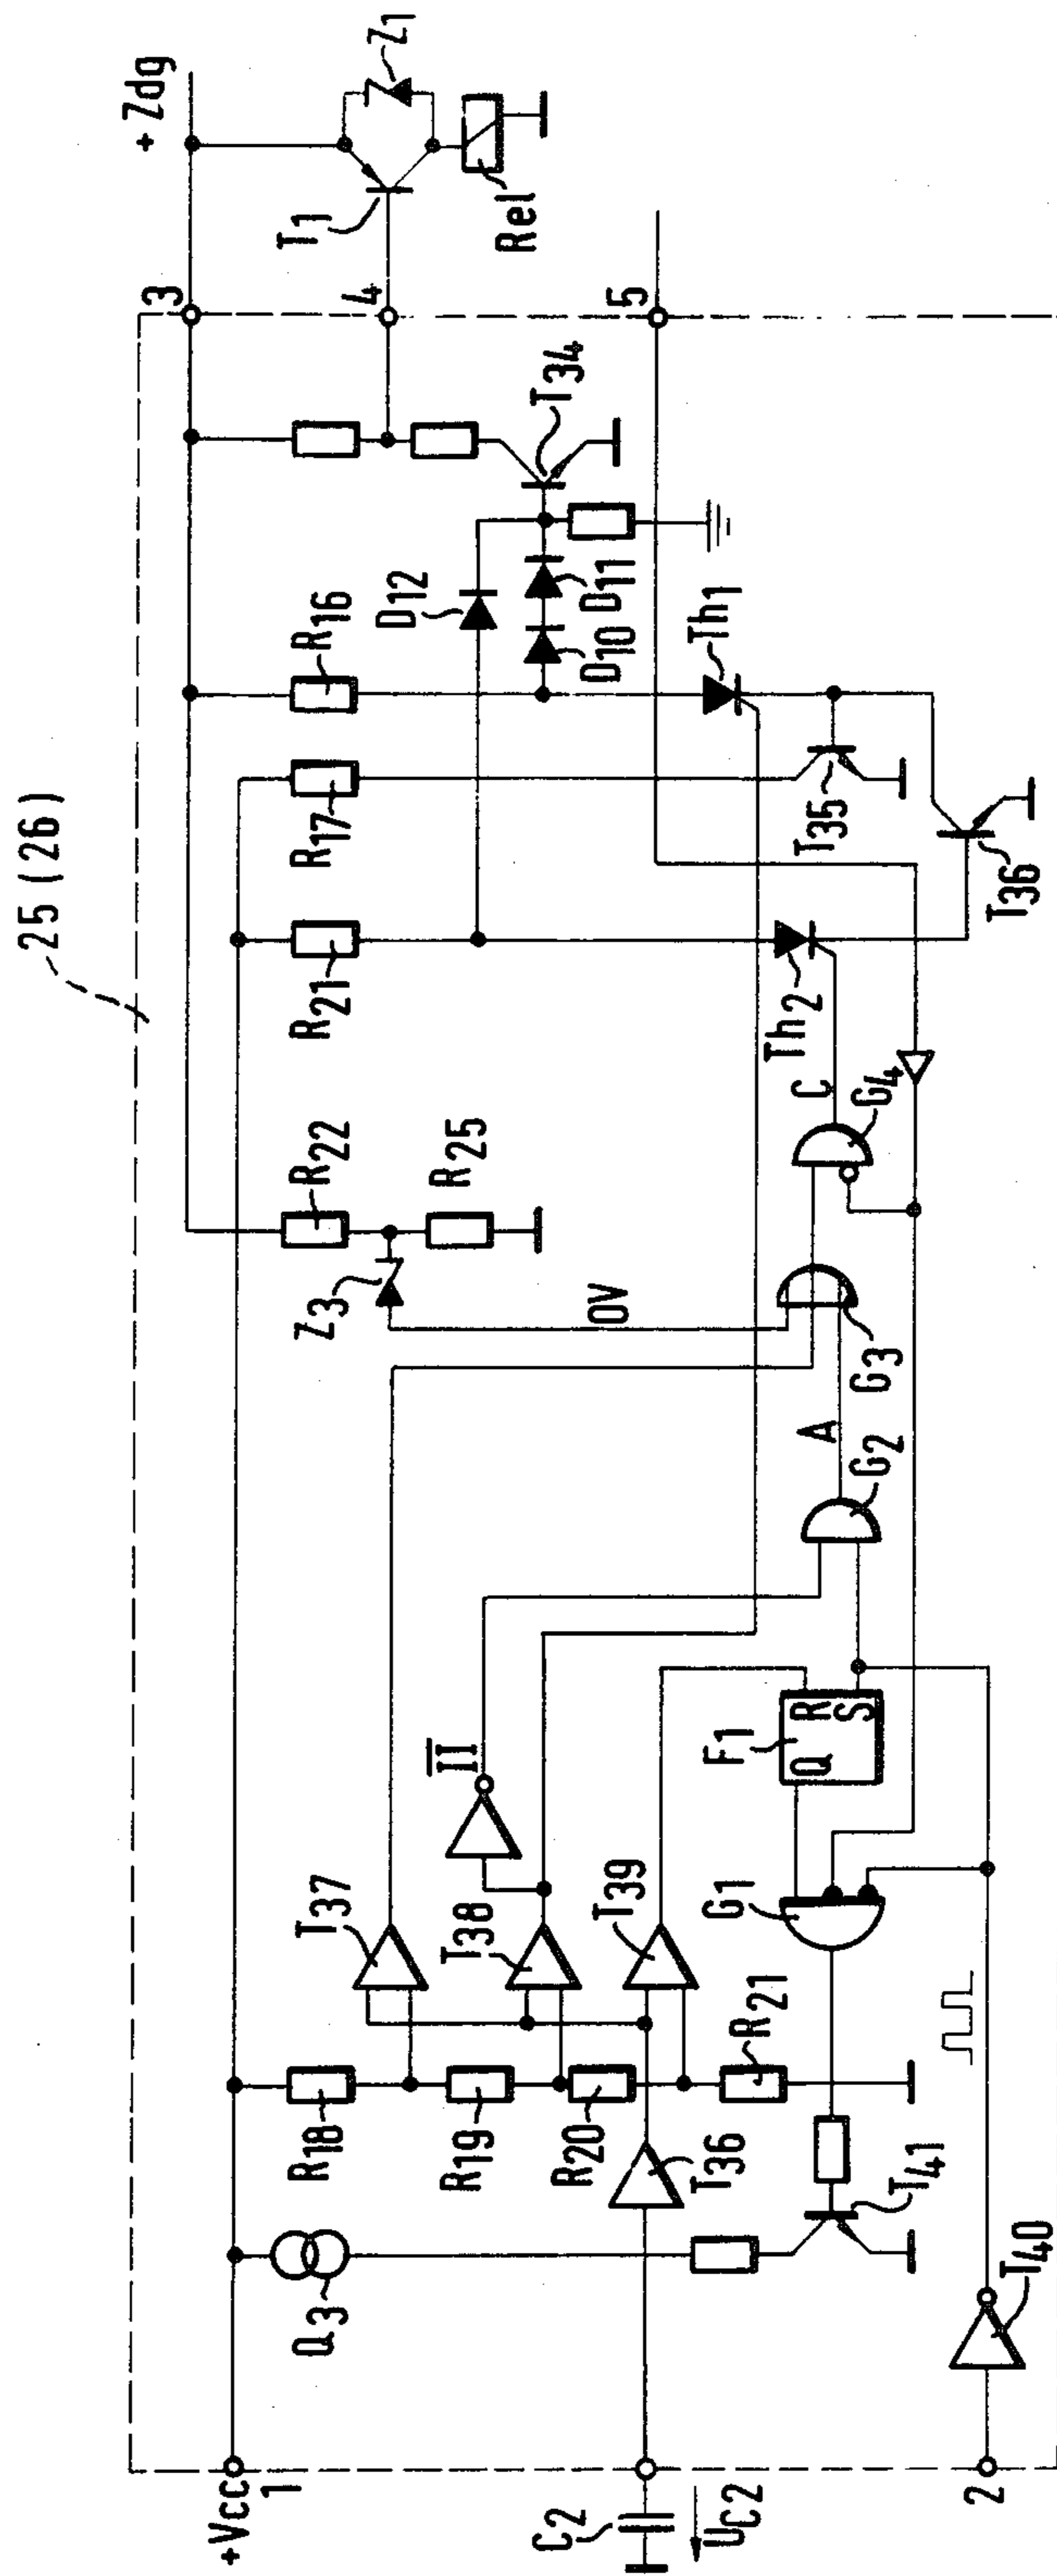 25 (26)
+Vcc
1
+Zdg
3
Q3
R18
R19
R20
R21
T36
T37
T38
T39
II
R22
R25
Z3
OV
R21
R17
R16
D12
D10
D11
T34
4
T1
Z1
Rel
5
C2
UC2
T41
G1
F1
Q
R
S
A
G2
G3
C
G4
Th2
Th1
T35
T36
2
T40